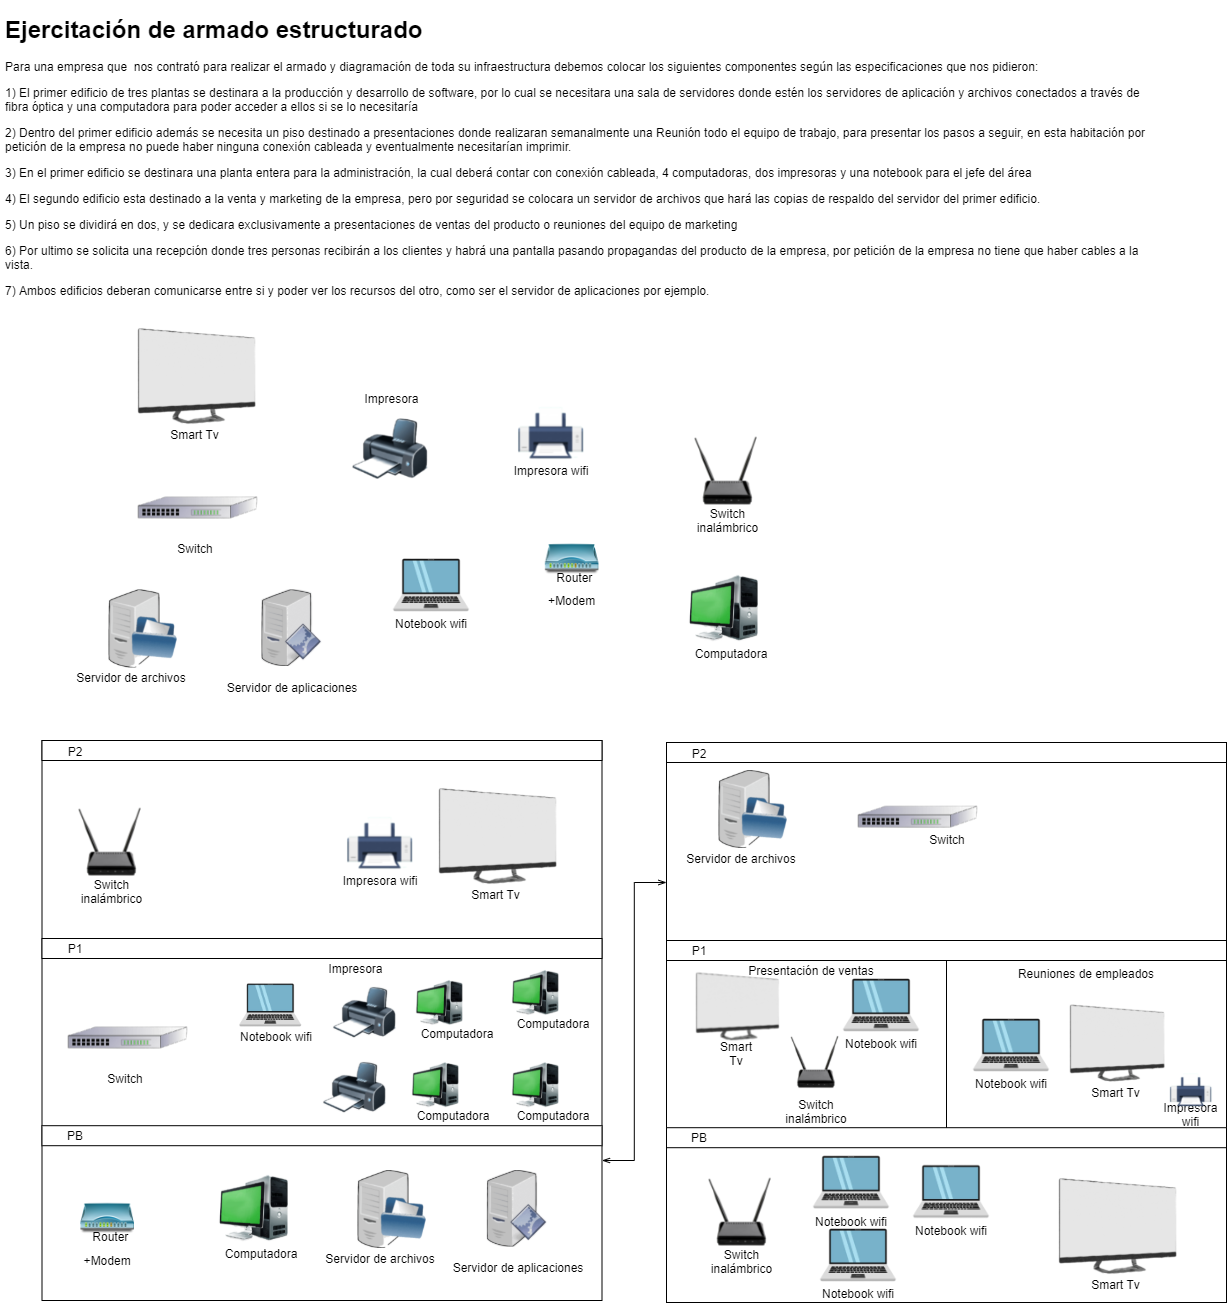 Ejercitación de armado estructurado
Para una empresa que  nos contrató para realizar el armado y diagramación de toda su infraestructura debemos colocar los siguientes componentes según las especificaciones que nos pidieron:
1) El primer edificio de tres plantas se destinara a la producción y desarrollo de software, por lo cual se necesitara una sala de servidores donde estén los servidores de aplicación y archivos conectados a través de
fibra óptica y una computadora para poder acceder a ellos si se lo necesitaría
2) Dentro del primer edificio además se necesita un piso destinado a presentaciones donde realizaran semanalmente una Reunión todo el equipo de trabajo, para presentar los pasos a seguir, en esta habitación por
petición de la empresa no puede haber ninguna conexión cableada y eventualmente necesitarían imprimir.
3) En el primer edificio se destinara una planta entera para la administración, la cual deberá contar con conexión cableada, 4 computadoras, dos impresoras y una notebook para el jefe del área
4) El segundo edificio esta destinado a la venta y marketing de la empresa, pero por seguridad se colocara un servidor de archivos que hará las copias de respaldo del servidor del primer edificio.
5) Un piso se dividirá en dos, y se dedicara exclusivamente a presentaciones de ventas del producto o reuniones del equipo de marketing
6) Por ultimo se solicita una recepción donde tres personas recibirán a los clientes y habrá una pantalla pasando propagandas del producto de la empresa, por petición de la empresa no tiene que haber cables a la
vista.
7) Ambos edificios deberan comunicarse entre si y poder ver los recursos del otro, como ser el servidor de aplicaciones por ejemplo.
Smart Tv
Impresora
Impresora wifi
Switch
inalámbrico
Switch
Notebook wifi
Router
+Modem
Computadora
Servidor de archivos
Servidor de aplicaciones
P2
Switch
inalámbrico
Impresora wifi
Smart Tv
P1
Impresora
Notebook wifi
Computadora
Computadora
Switch
Computadora
Computadora
PB
Router
+Modem
Computadora
Servidor de archivos
Servidor de aplicaciones
P2
Servidor de archivos
Switch
P1
Presentación de ventas
Reuniones de empleados
Smart
Tv
Notebook wifi
Switch
inalámbrico
Notebook wifi
Smart Tv
Impresora
wifi
PB
Switch
inalámbrico
Notebook wifi
Notebook wifi
Notebook wifi
Smart Tv